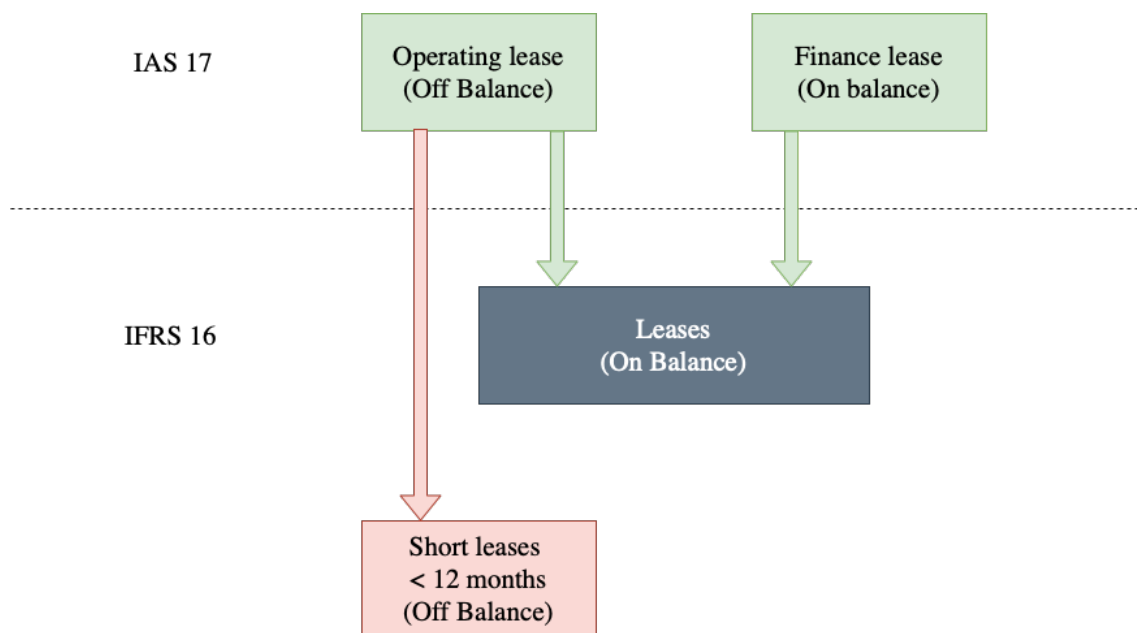 IAS 17
Operating lease
(Off Balance)
Finance lease
(On balance)
IFRS 16
Leases
(On Balance)
Short leases
< 12 months
(Off Balance)